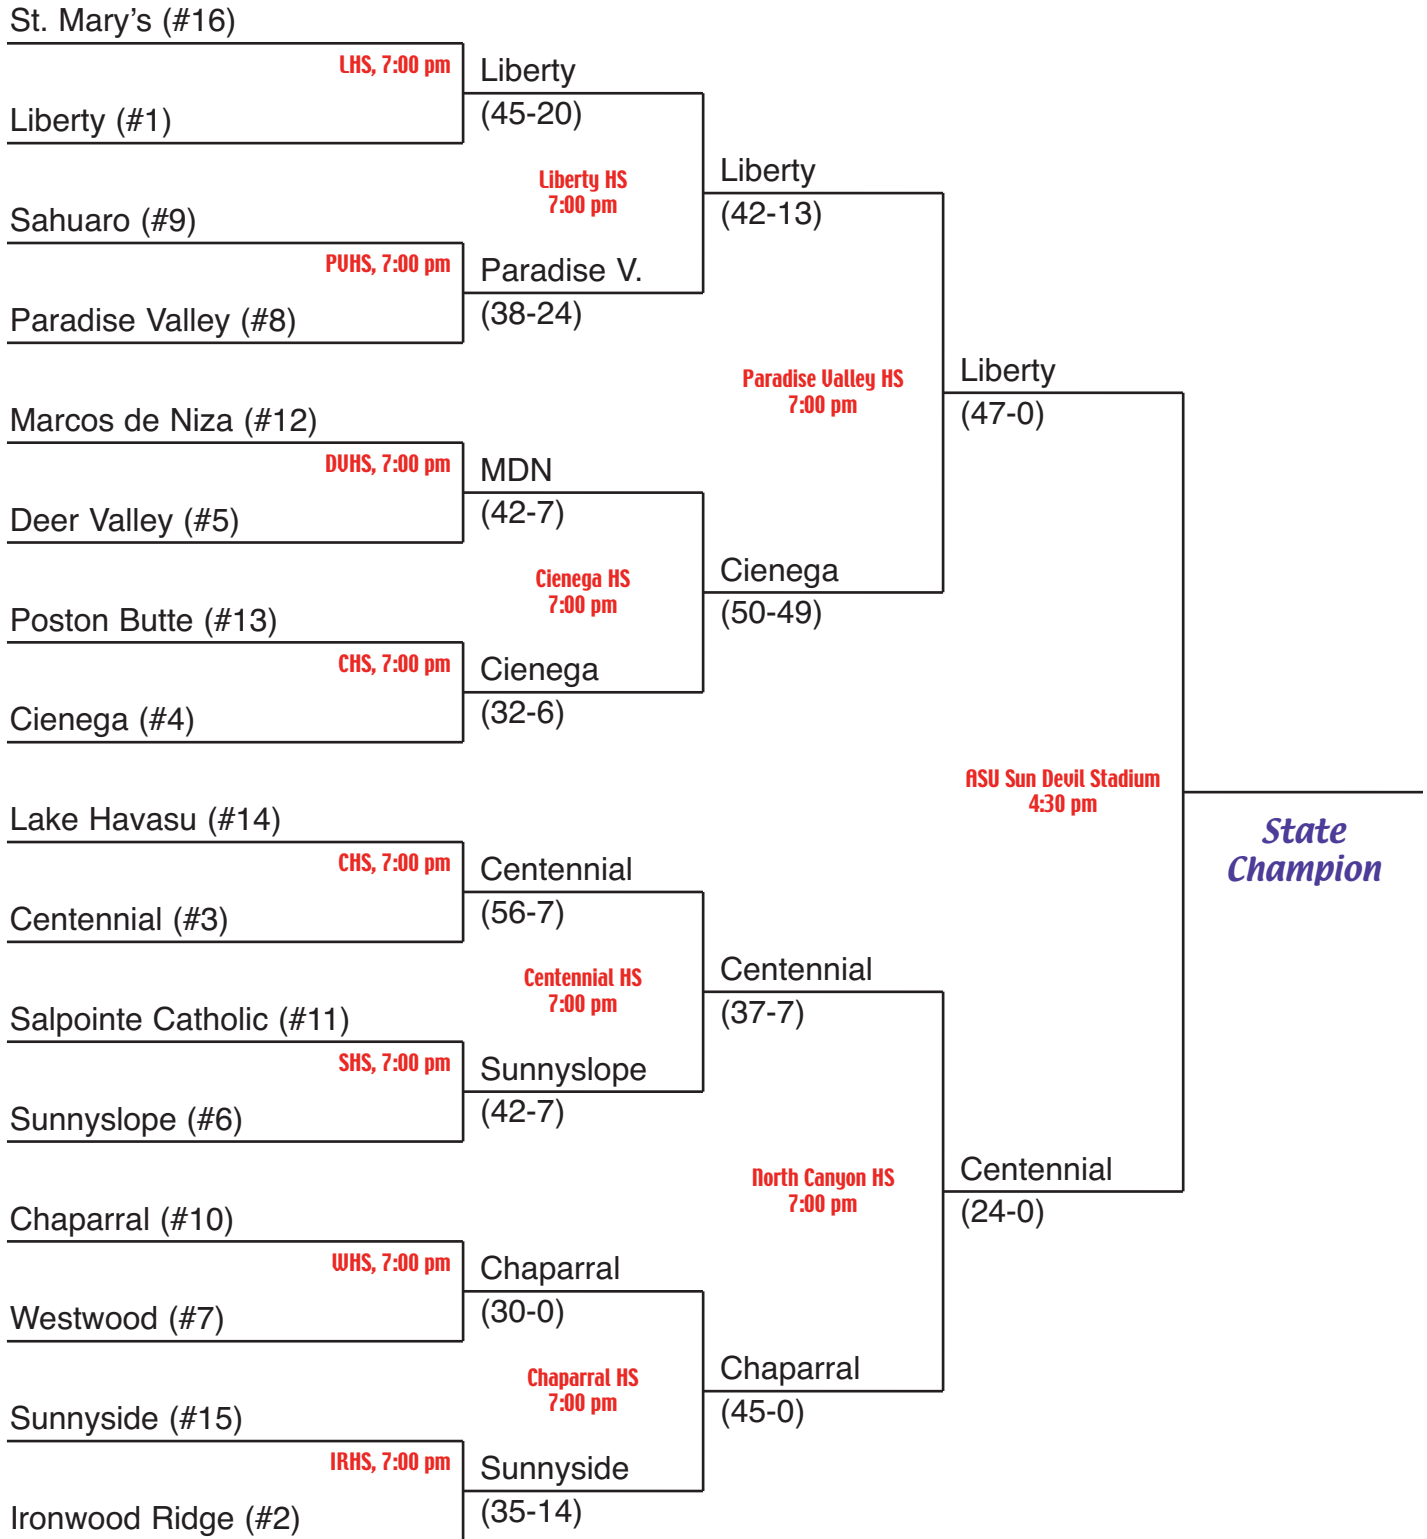 St. Mary's (#16)
LHS, 7:00 pm
Liberty (#1)
Liberty
(45-20)
Liberty HS
7:00 pm
Sahuaro (#9)
PVHS, 7:00 pm
Paradise Valley (#8)
Paradise V.
(38-24)
Liberty
(42-13)
Paradise Valley HS
7:00 pm
Marcos de Niza (#12)
DVHS, 7:00 pm
Deer Valley (#5)
MDN
(42-7)
Cienega HS
7:00 pm
Poston Butte (#13)
CHS, 7:00 pm
Cienega (#4)
Cienega
(32-6)
Cienega
(50-49)
Liberty
(47-0)
ASU Sun Devil Stadium
4:30 pm
State
Champion
Lake Havasu (#14)
CHS, 7:00 pm
Centennial (#3)
Centennial
(56-7)
Centennial HS
7:00 pm
Salpointe Catholic (#11)
SHS, 7:00 pm
Sunnyslope (#6)
Sunnyslope
(42-7)
Centennial
(37-7)
North Canyon HS
7:00 pm
Centennial
(24-0)
Chaparral (#10)
WHS, 7:00 pm
Westwood (#7)
Chaparral
(30-0)
Chaparral HS
7:00 pm
Sunnyside (#15)
IRHS, 7:00 pm
Ironwood Ridge (#2)
Sunnyside
(35-14)
Chaparral
(45-0)